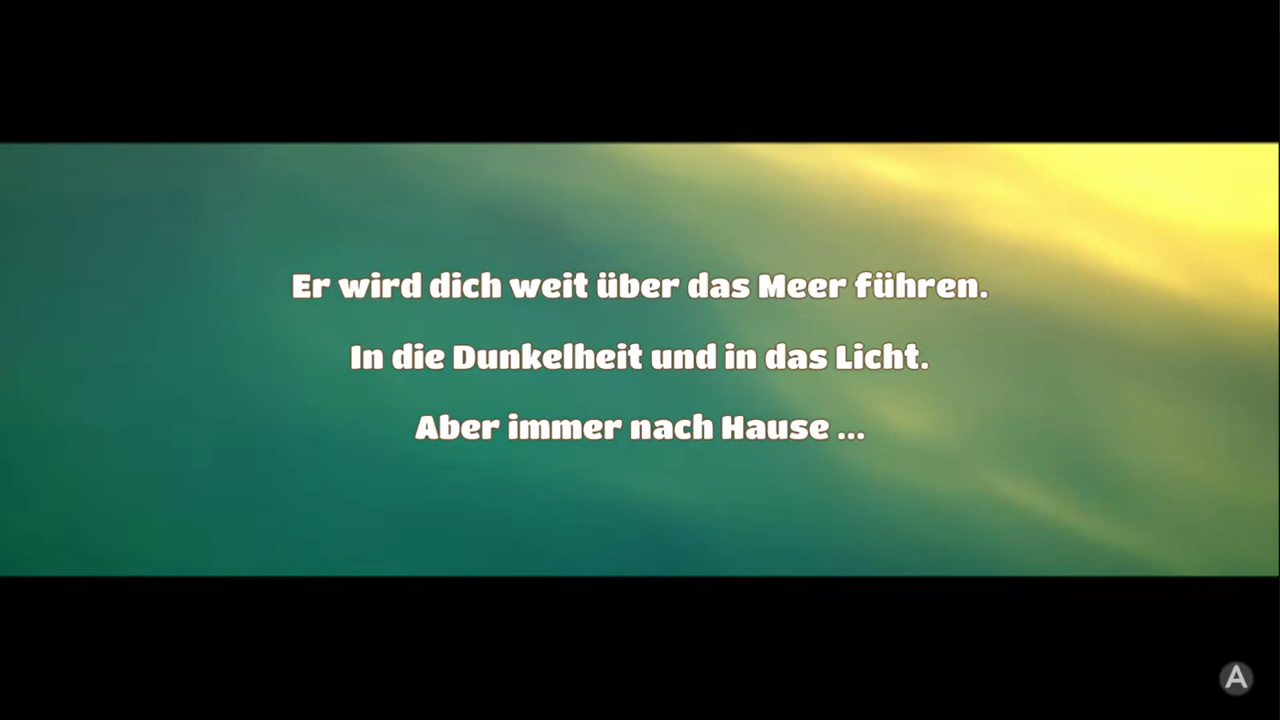 Er wird dich weit über das Meer führen.
In die Dunkelheit und in das Licht.
Aber immer nach Hause ...
A